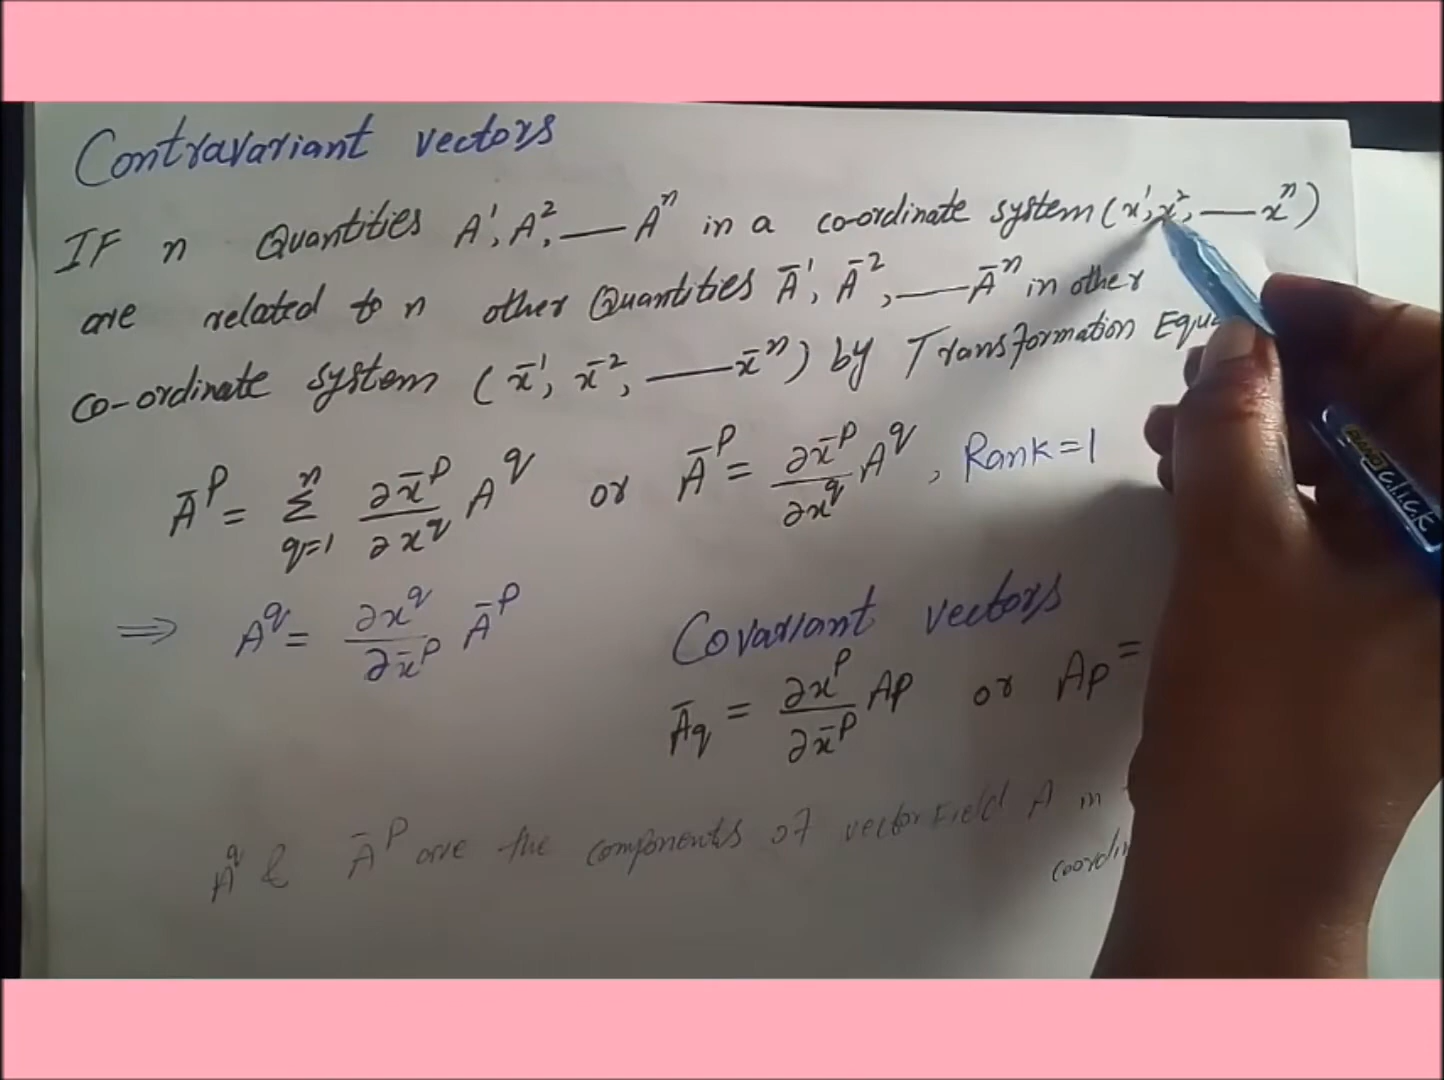 Contravariant vectors
IF n Quantities A¹, A², — Aⁿ in a co-ordinate system (x¹, x², — xⁿ)
are related to n other Quantities Ā¹, Ā², — Āⁿ in other
co-ordinate system (x̄¹, x̄², — x̄ⁿ) by Transformation
Āᴾ = Σ_{q=1}^{n} ∂x̄ᴾ/∂x^q A^q or Āᴾ = ∂x̄ᴾ/∂x^q A^q, Rank=1
⇒ A^q = ∂x^q/∂x̄ᴾ Āᴾ
Covariant vectors
Ā_q = ∂xᴾ/∂x̄ᴾ Ap or Ap =
A^q & Āᴾ are the components of vector Field A in
PIANO CLICK